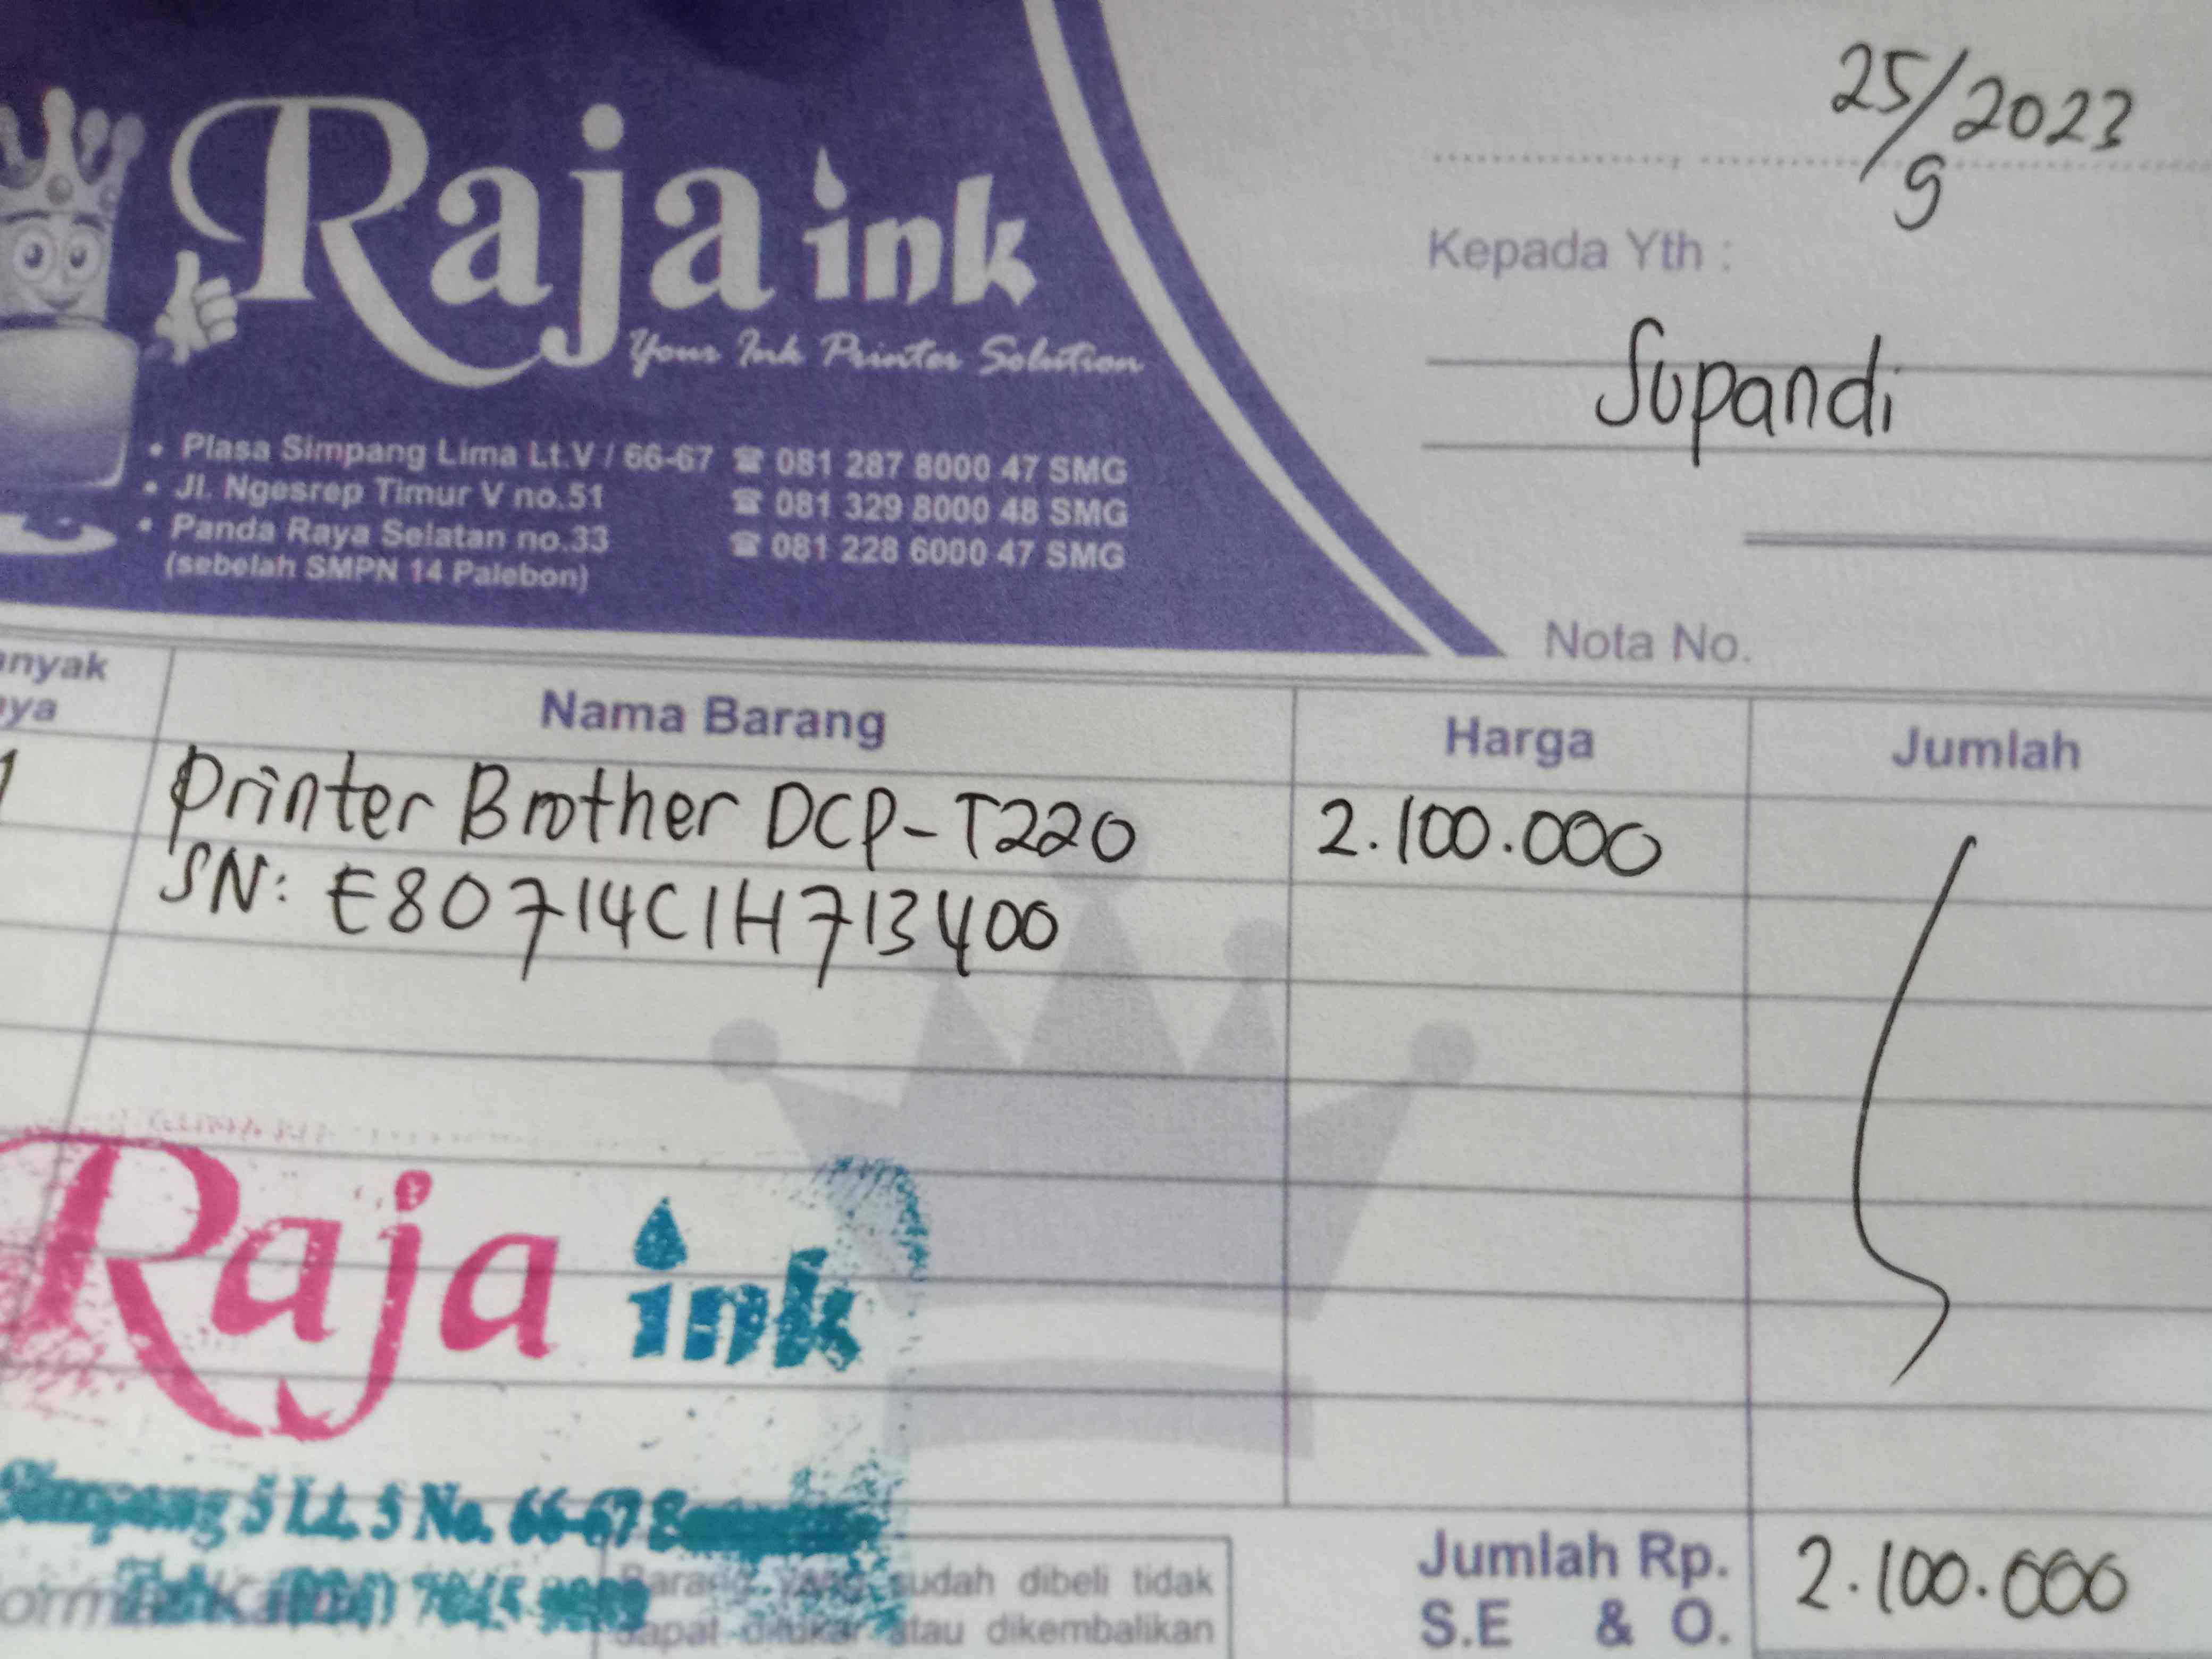 Raja ink
Your Ink Printer Solution
• Plasa Simpang Lima Lt.V / 66-67 ☎ 081 287 8000 47 SMG
• Jl. Ngesrep Timur V no.51 ☎ 081 329 8000 48 SMG
• Panda Raya Selatan no.33 ☎ 081 228 6000 47 SMG
(sebelah SMPN 14 Palebon)
25/9 2023
Kepada Yth :
Supandi
Nota No.
anyak
ya
Nama Barang
Harga
Jumlah
1 Printer Brother DCP-T220 2.100.000
SN: E80714C1H713400
Raja ink
Simpang 5 Lt. 5 No. 66-67
Barang yang sudah dibeli tidak
dapat ditukar atau dikembalikan
Jumlah Rp. 2.100.000
S.E & O.